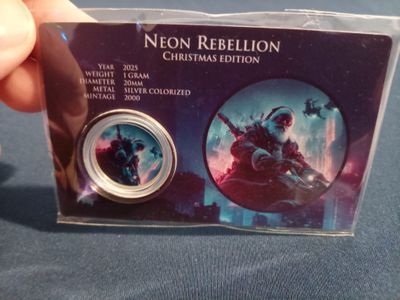 NEON REBELLION
CHRISTMAS EDITION
YEAR 2025
WEIGHT 1 GRAM
DIAMETER 20MM
METAL SILVER COLORIZED
MINTAGE 2000